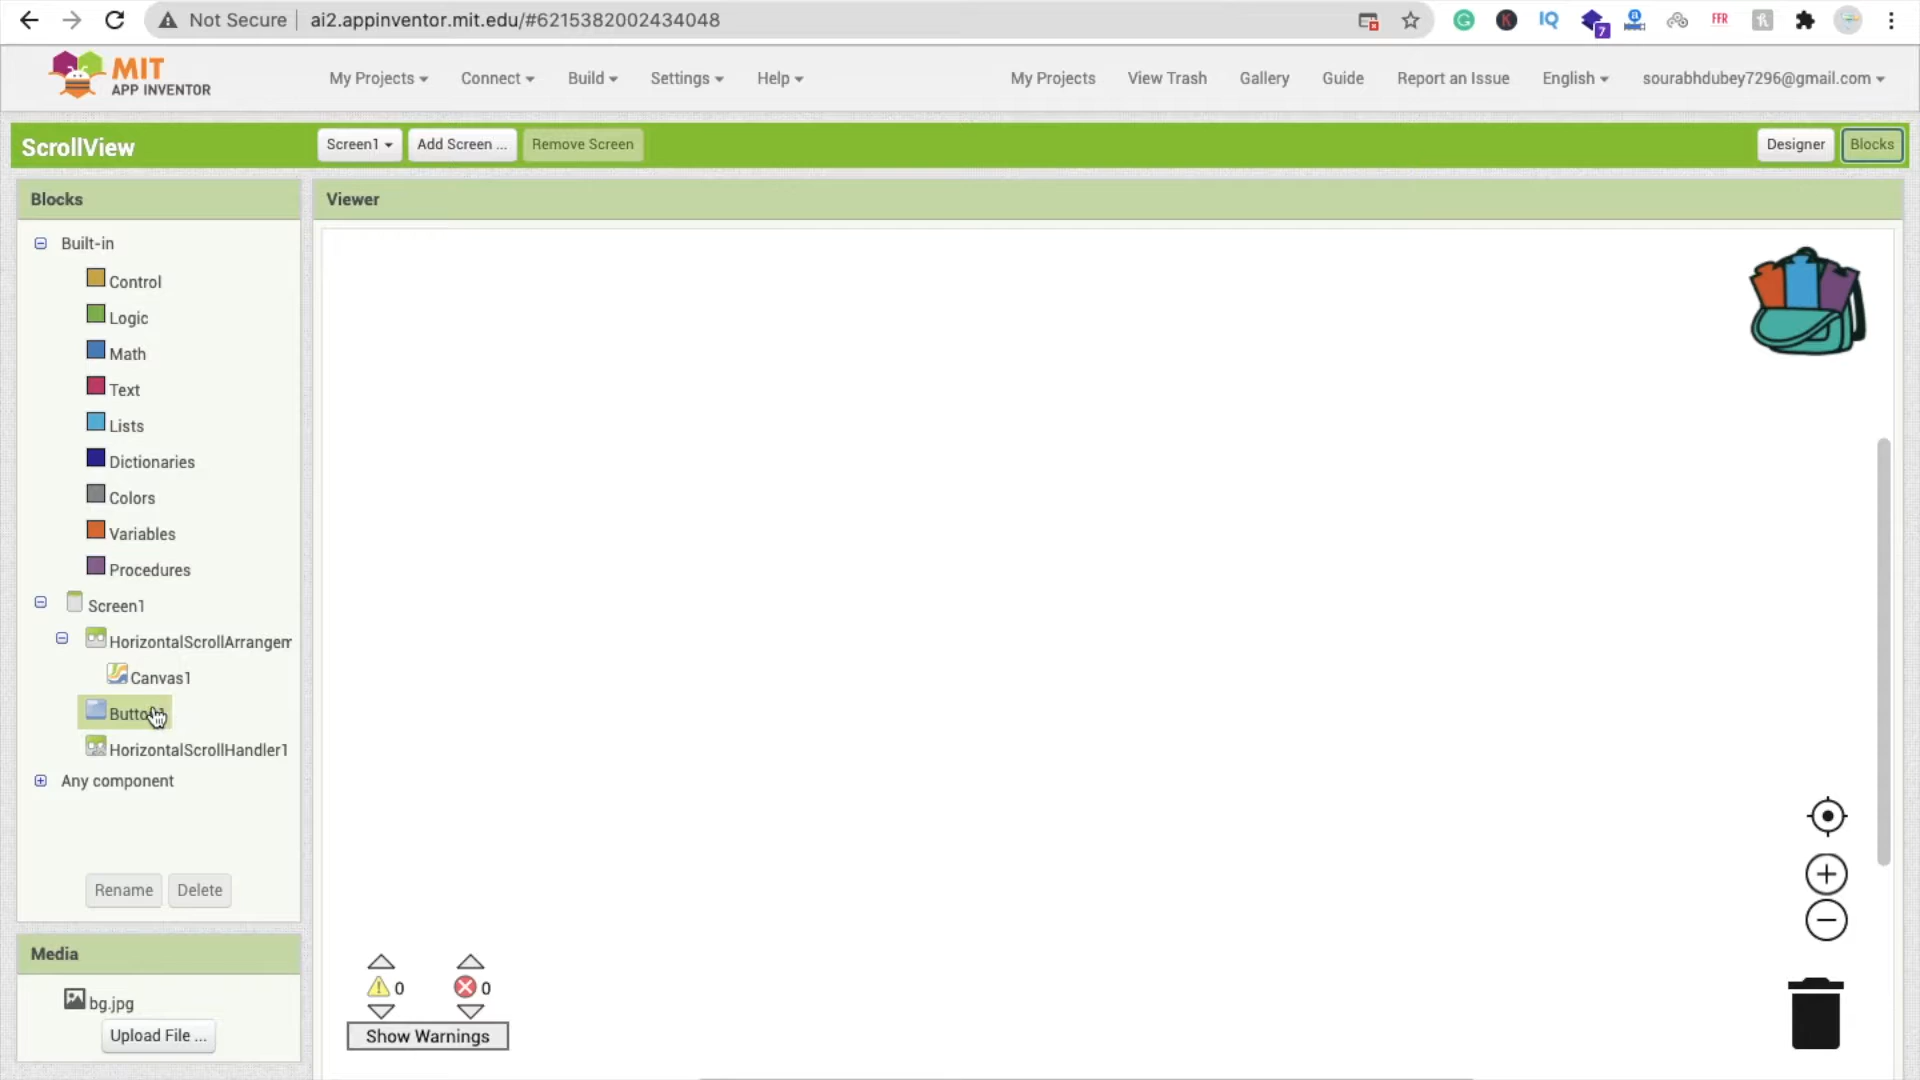 Not Secure
ai2.appinventor.mit.edu/#6215382002434048
7
a
FFR
IQ
K
MIT
APP INVENTOR
My Projects
Connect
Build
Settings
Help
My Projects
View Trash
Gallery
Guide
Report an Issue
English
sourabhdubey7296@gmail.com
ScrollView
Screen1
Add Screen ...
Remove Screen
Designer
Blocks
Blocks
Viewer
Built-in
Control
Logic
Math
Text
Lists
Dictionaries
Colors
Variables
Procedures
Screen1
HorizontalScrollArrangem
Canvas1
HorizontalScrollHandler1
Any component
Rename
Delete
Media
bg.jpg
Upload File ...
0
0
Show Warnings